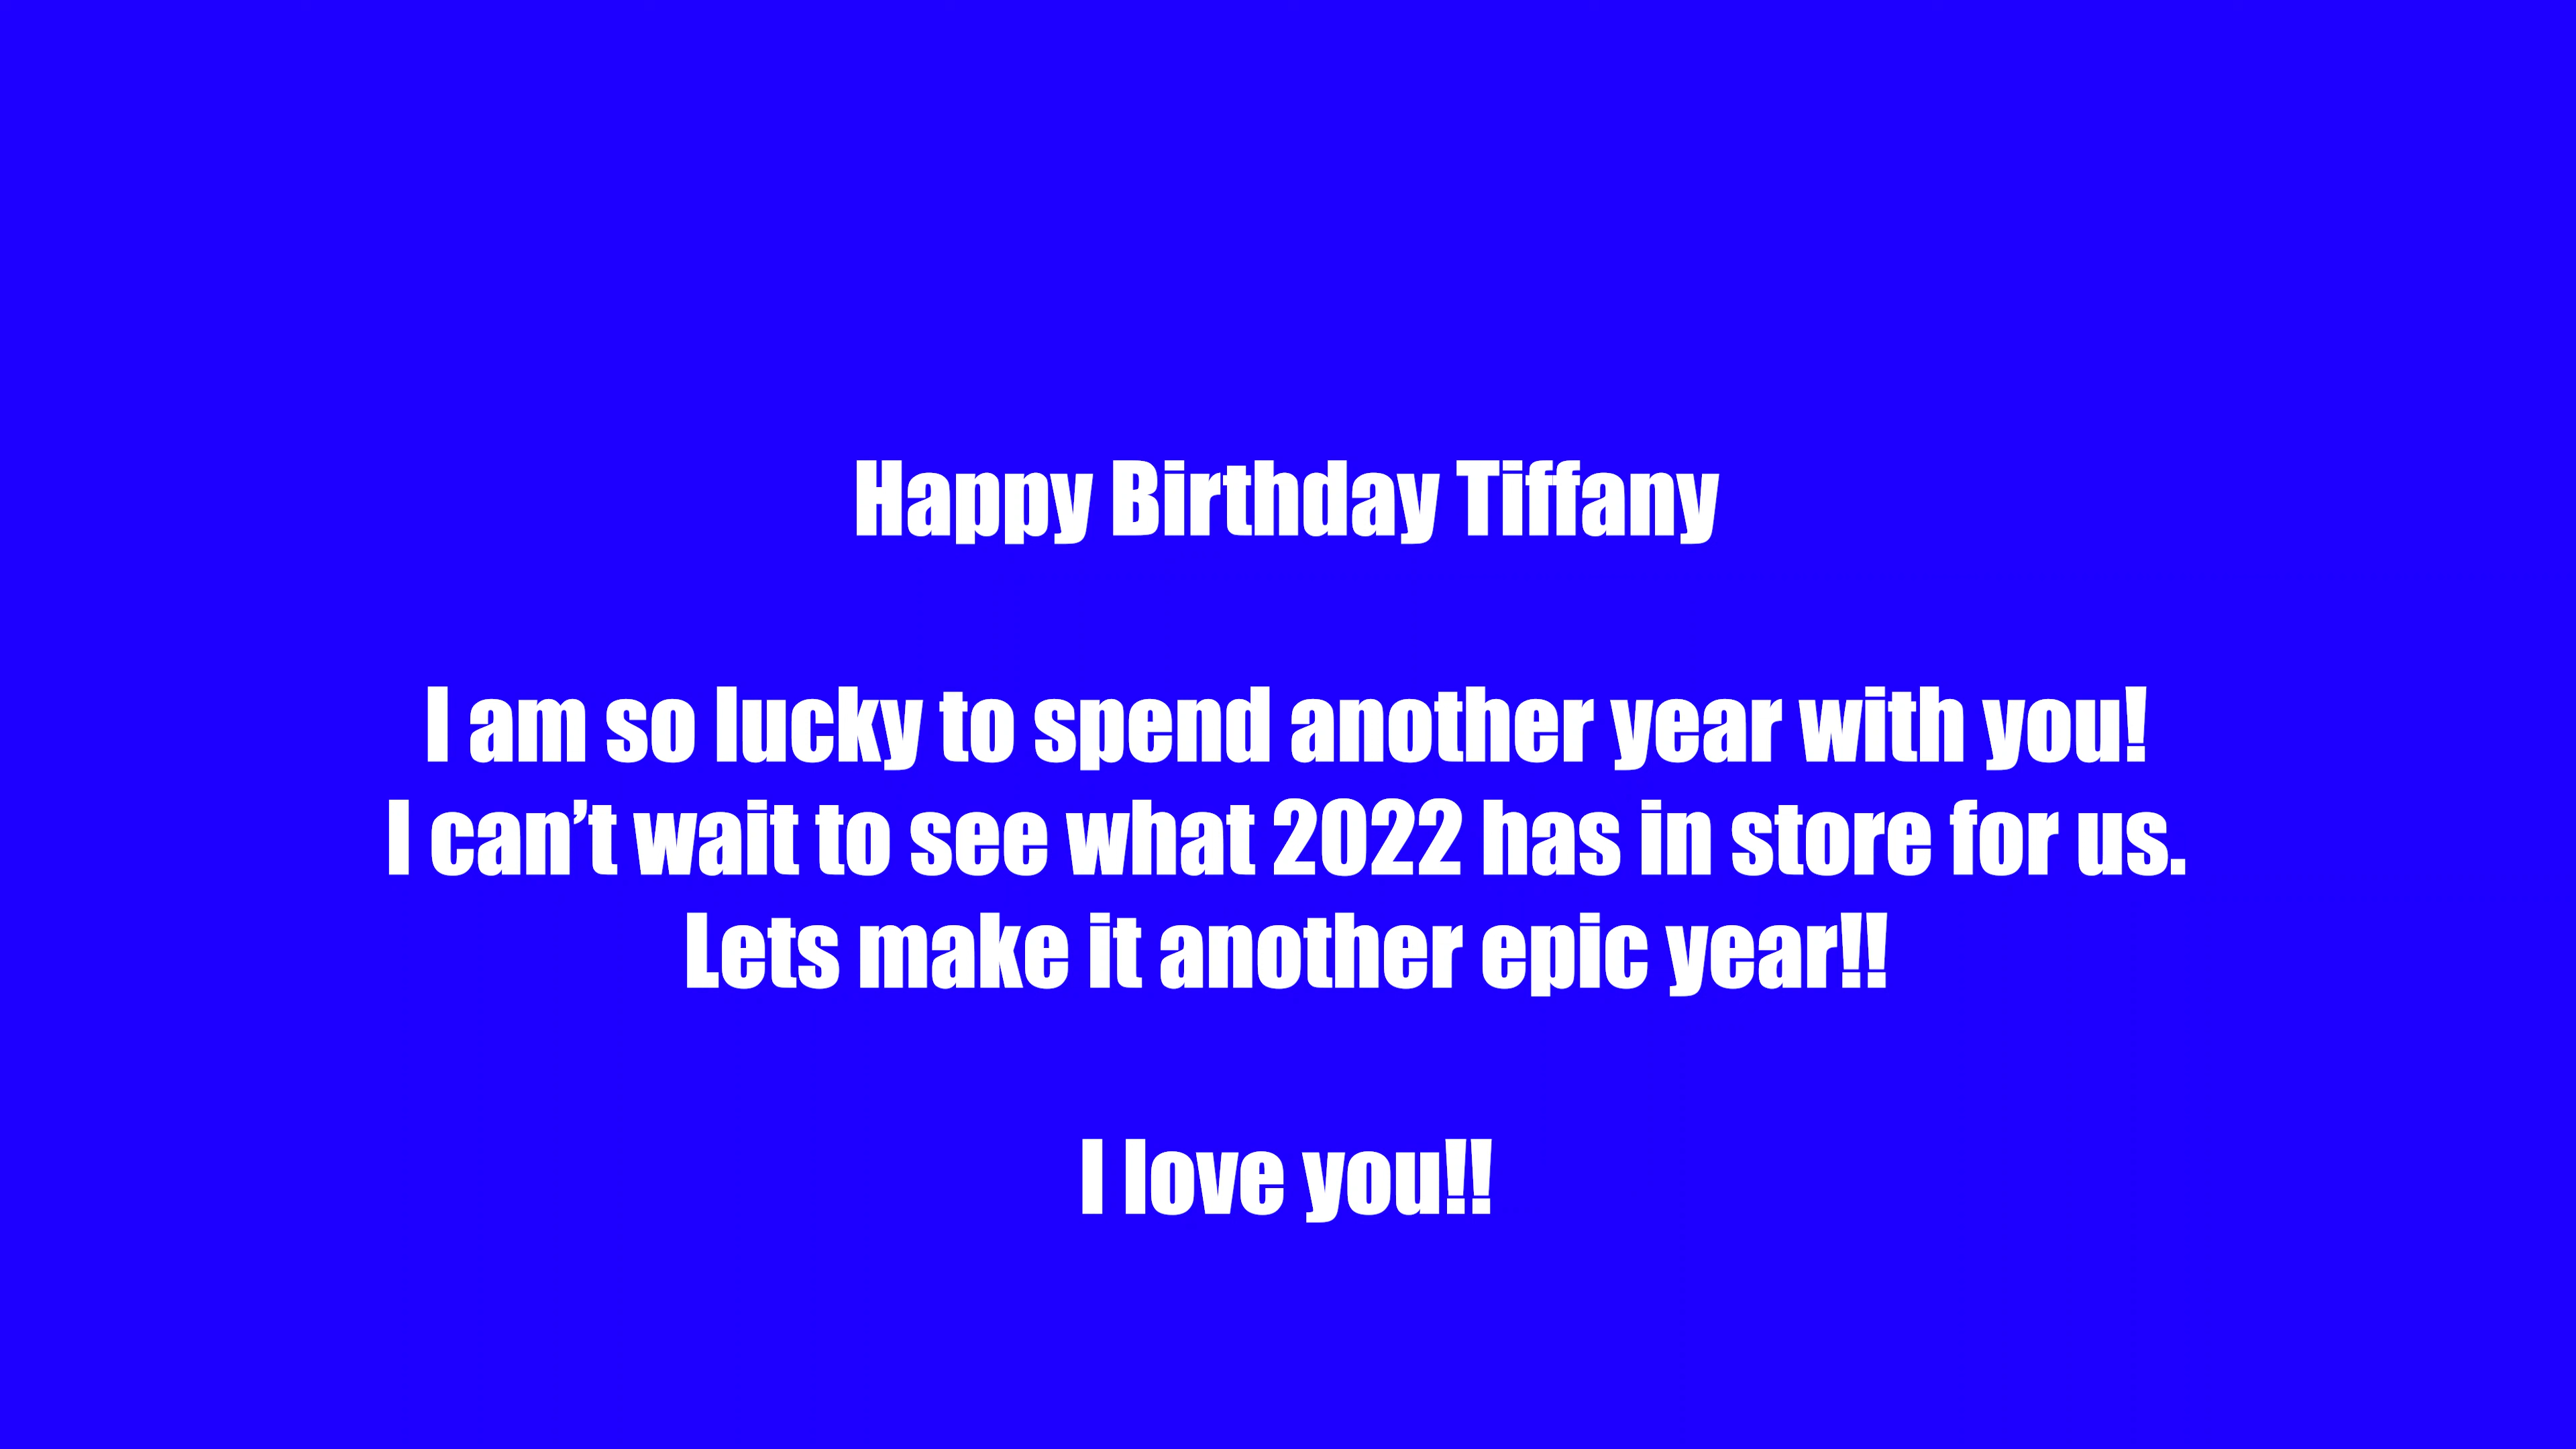 Happy Birthday Tiffany
I am so lucky to spend another year with you!
I can’t wait to see what 2022 has in store for us.
Lets make it another epic year!!
I love you!!